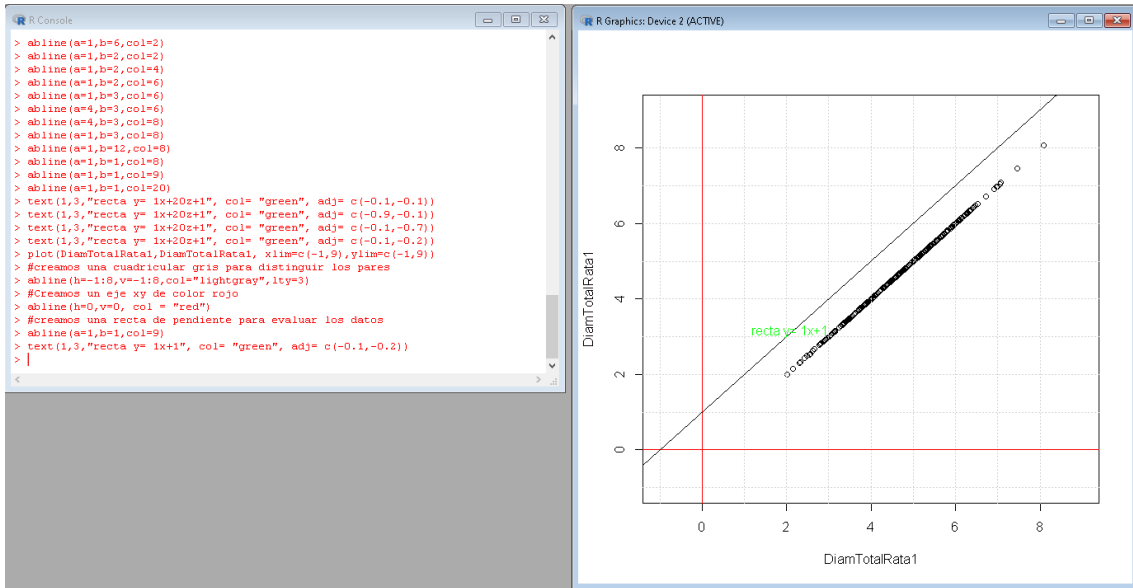 R Console
> abline(a=1,b=6,col=2)
> abline(a=1,b=2,col=2)
> abline(a=1,b=2,col=4)
> abline(a=1,b=2,col=6)
> abline(a=1,b=3,col=6)
> abline(a=4,b=3,col=6)
> abline(a=4,b=3,col=8)
> abline(a=1,b=3,col=8)
> abline(a=1,b=12,col=8)
> abline(a=1,b=1,col=8)
> abline(a=1,b=1,col=9)
> abline(a=1,b=1,col=20)
> text(1,3,"recta y= 1x+20z+1", col= "green", adj= c(-0.1,-0.1))
> text(1,3,"recta y= 1x+20z+1", col= "green", adj= c(-0.9,-0.1))
> text(1,3,"recta y= 1x+20z+1", col= "green", adj= c(-0.1,-0.7))
> text(1,3,"recta y= 1x+20z+1", col= "green", adj= c(-0.1,-0.2))
> plot(DiamTotalRata1,DiamTotalRata1, xlim=c(-1,9),ylim=c(-1,9))
> #creamos una cuadricular gris para distinguir los pares
> abline(h=-1:8,v=-1:8,col="lightgray",lty=3)
> #Creamos un eje xy de color rojo
> abline(h=0,v=0, col = "red")
> #creamos una recta de pendiente para evaluar los datos
> abline(a=1,b=1,col=9)
> text(1,3,"recta y= 1x+1", col= "green", adj= c(-0.1,-0.2))
>
R Graphics: Device 2 (ACTIVE)
DiamTotalRata1
8
6
4
2
0
recta y= 1x+1
0 2 4 6 8
DiamTotalRata1